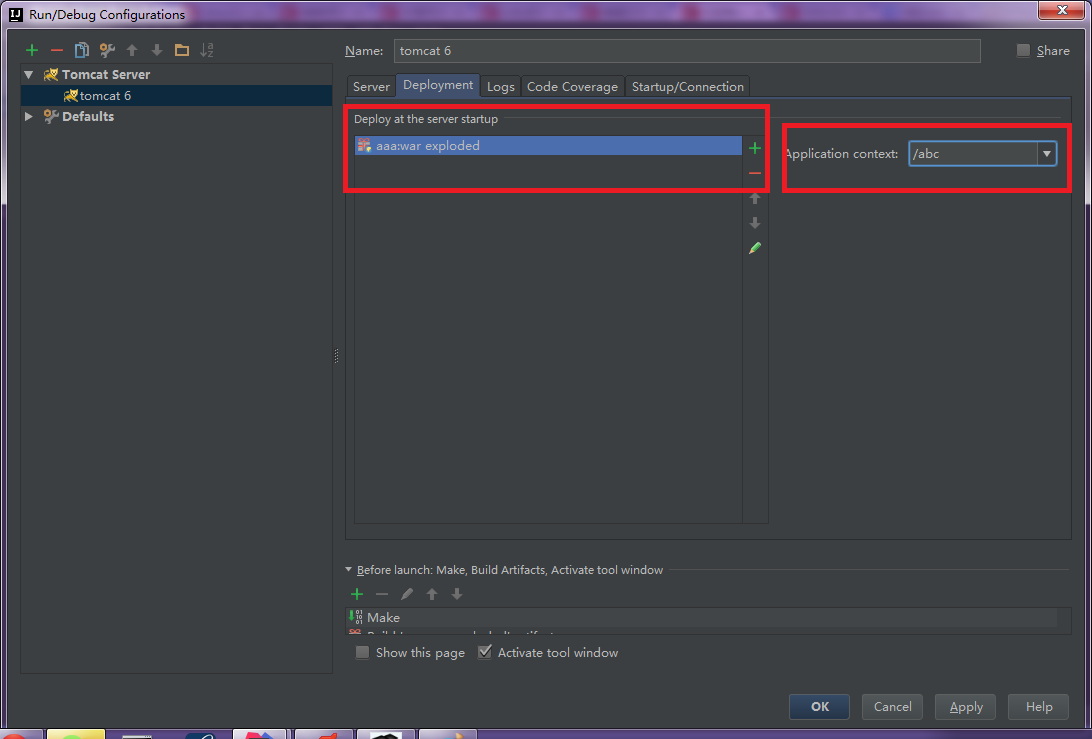 Run/Debug Configurations
Name: tomcat 6
Share
Tomcat Server
tomcat 6
Defaults
Server Deployment Logs Code Coverage Startup/Connection
Deploy at the server startup
aaa:war exploded
Application context: /abc
Before launch: Make, Build Artifacts, Activate tool window
Make
Show this page Activate tool window
OK Cancel Apply Help